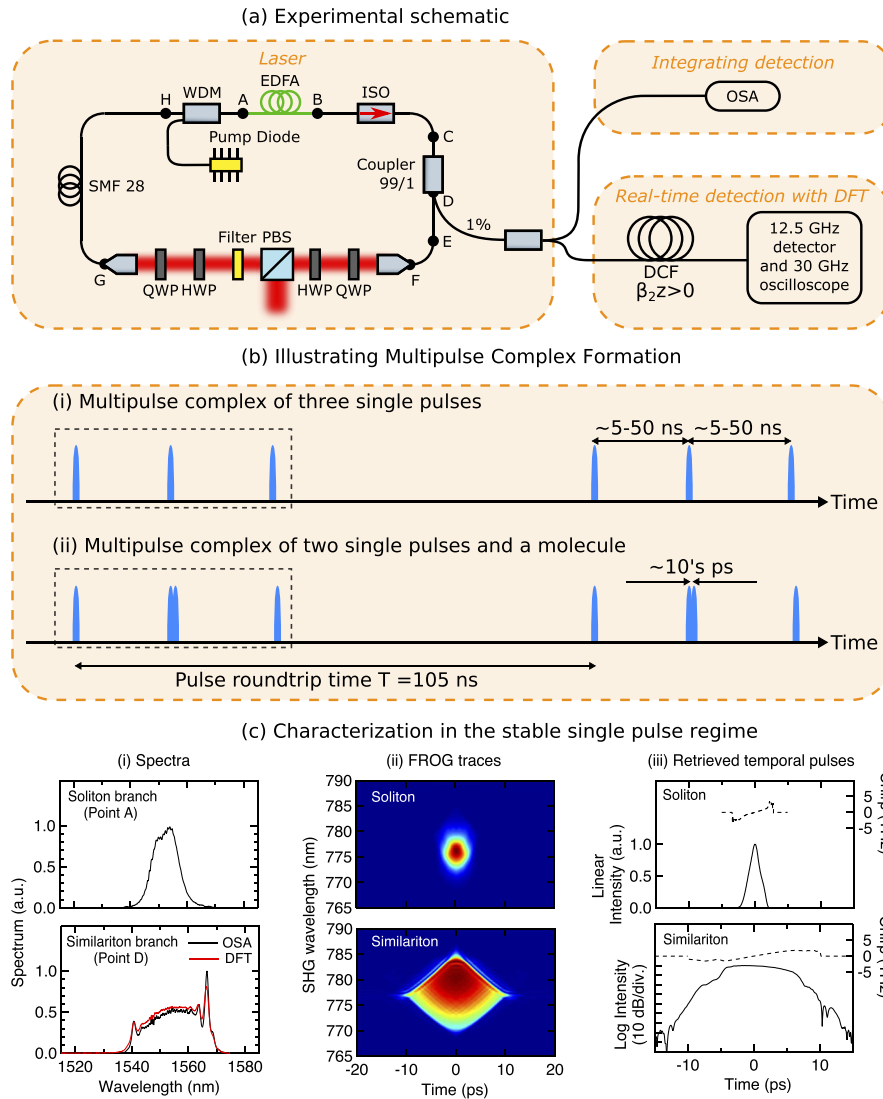 (a) Experimental schematic
Laser
Integrating detection
EDFA
WDM
H
A
B
ISO
OSA
Pump Diode
C
Coupler
99/1
SMF 28
D
Real-time detection with DFT
1%
E
12.5 GHz
detector
and 30 GHz
oscilloscope
Filter PBS
DCF
β₂z>0
G
F
QWP
HWP
HWP
QWP
(b) Illustrating Multipulse Complex Formation
(i) Multipulse complex of three single pulses
~5-50 ns
~5-50 ns
Time
(ii) Multipulse complex of two single pulses and a molecule
~10's ps
Time
Pulse roundtrip time T =105 ns
(c) Characterization in the stable single pulse regime
(i) Spectra
(ii) FROG traces
(iii) Retrieved temporal pulses
Soliton branch
(Point A)
1.0
0.5
0.0
Similariton branch
(Point D)
OSA
DFT
1.0
0.5
0.0
1520
1540
1560
1580
Spectrum (a.u.)
Wavelength (nm)
790
785
780
775
770
765
Soliton
790
785
780
775
770
765
Similariton
SHG wavelength (nm)
-20
-10
0
10
20
Time (ps)
Soliton
5
0
-5
1.0
0.5
0.0
Linear
Intensity (a.u.)
Similariton
5
0
-5
Log Intensity
(10 dB/div.)
-10
0
10
Time (ps)